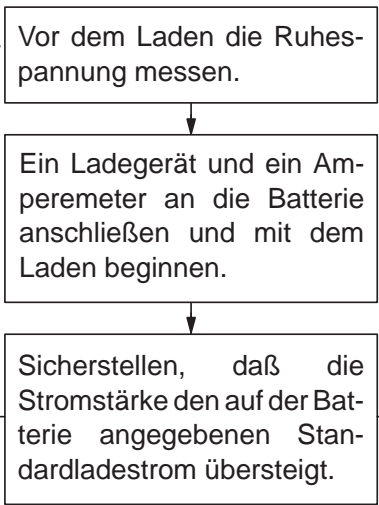 Vor dem Laden die Ruhes-
pannung messen.
Ein Ladegerät und ein Am-
peremeter an die Batterie
anschließen und mit dem
Laden beginnen.
Sicherstellen, daß die
Stromstärke den auf der Bat-
terie angegebenen Stan-
dardladestrom übersteigt.